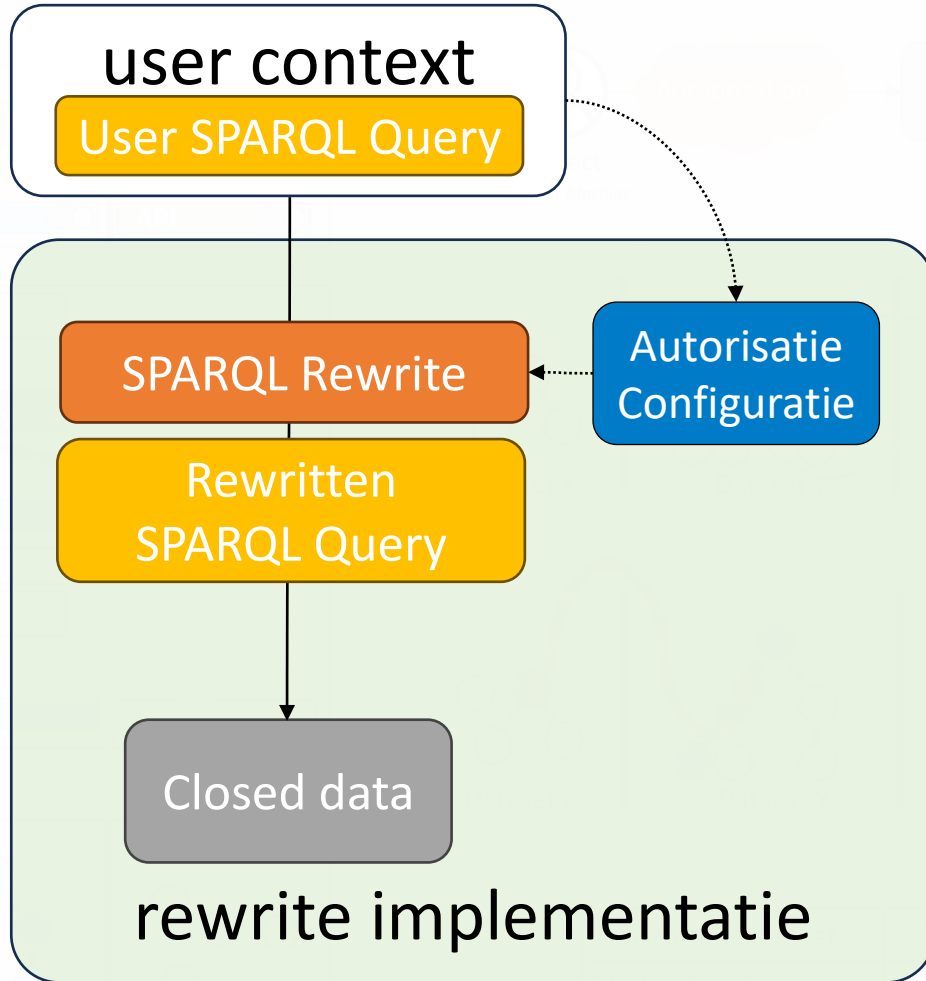 user context
User SPARQL Query
SPARQL Rewrite
Autorisatie
Configuratie
Rewritten
SPARQL Query
Closed data
rewrite implementatie